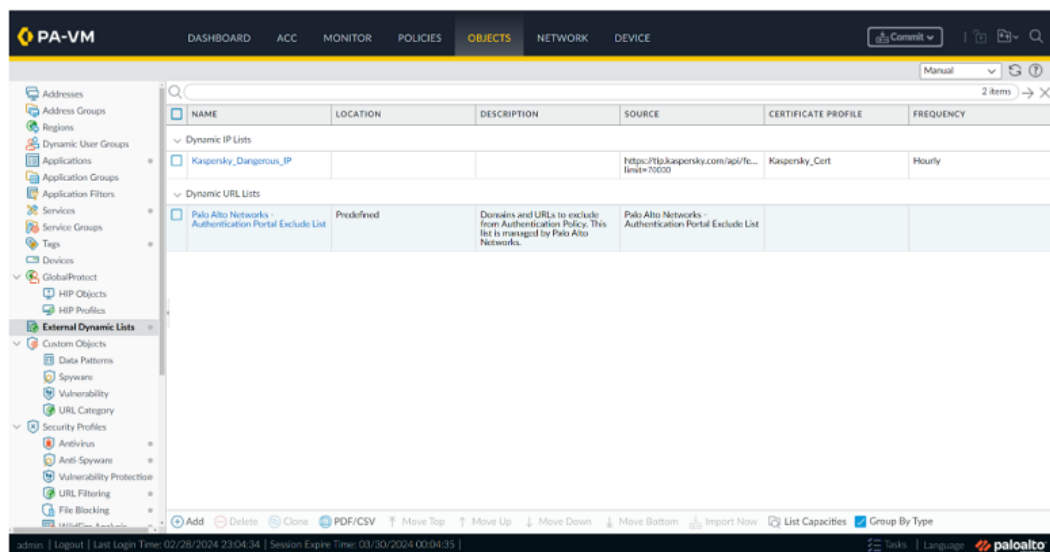 PA-VM
DASHBOARD ACC MONITOR POLICIES OBJECTS NETWORK DEVICE
Commit
Manual
2 items
Addresses
Address Groups
Regions
Dynamic User Groups
Applications
Application Groups
Application Filters
Services
Service Groups
Tags
Devices
GlobalProtect
HIP Objects
HIP Profiles
External Dynamic Lists
Custom Objects
Data Patterns
Spyware
Vulnerability
URL Category
Security Profiles
Antivirus
Anti-Spyware
Vulnerability Protection
URL Filtering
File Blocking
WildFire Analysis
NAME LOCATION DESCRIPTION SOURCE CERTIFICATE PROFILE FREQUENCY
Dynamic IP Lists
Kaspersky_Dangerous_IP
https://tip.kaspersky.com/api/fe...
limit=70000
Kaspersky_Cert
Hourly
Dynamic URL Lists
Palo Alto Networks -
Authentication Portal Exclude List
Predefined
Domains and URLs to exclude
from Authentication Policy. This
list is managed by Palo Alto
Networks.
Palo Alto Networks -
Authentication Portal Exclude List
Add Delete Clone PDF/CSV Move Top Move Up Move Down Move Bottom Import Now List Capacities Group By Type
admin | Logout | Last Login Time: 02/28/2024 23:04:34 | Session Expire Time: 03/30/2024 00:04:35 |
Tasks | Language paloalto